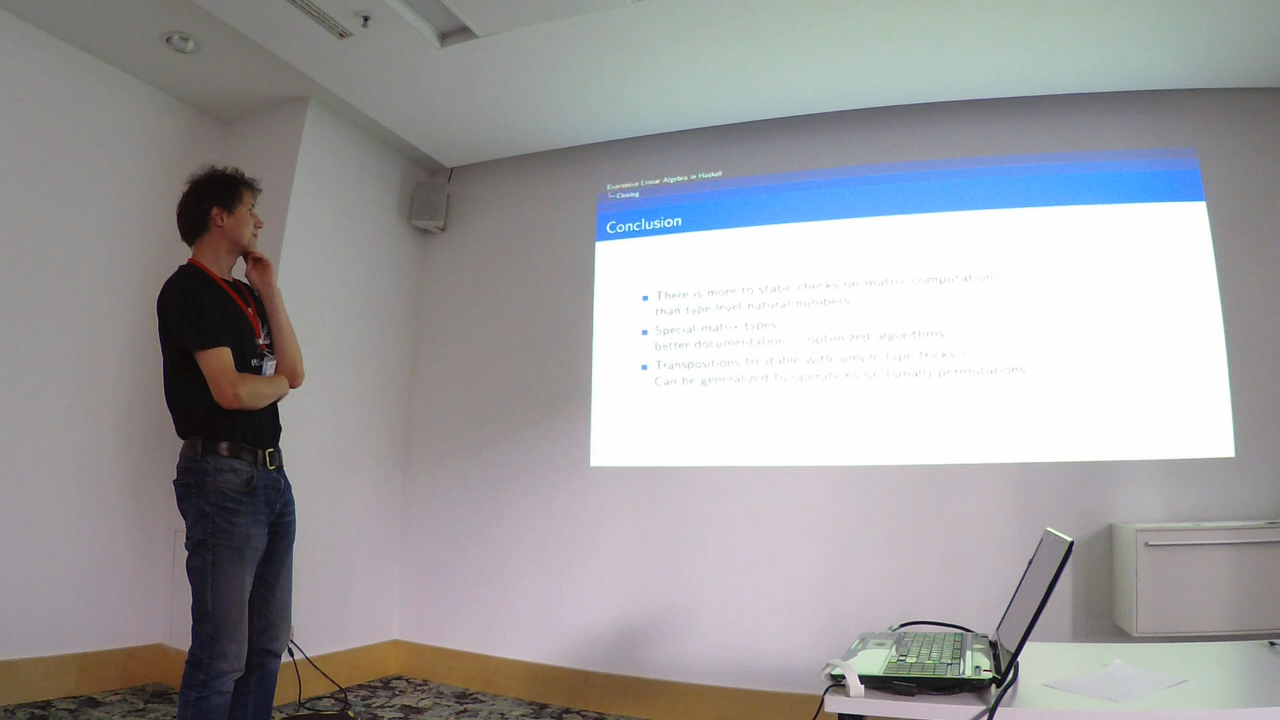 Expressive Linear Algebra in Haskell
Closing
Conclusion
There is more to static checks on matrix computations
than type level natural numbers
Special matrix types:
better documentation optimized algorithms
Transpositions treatable with simple type tricks
Can be generalized to operations on (small) permutations